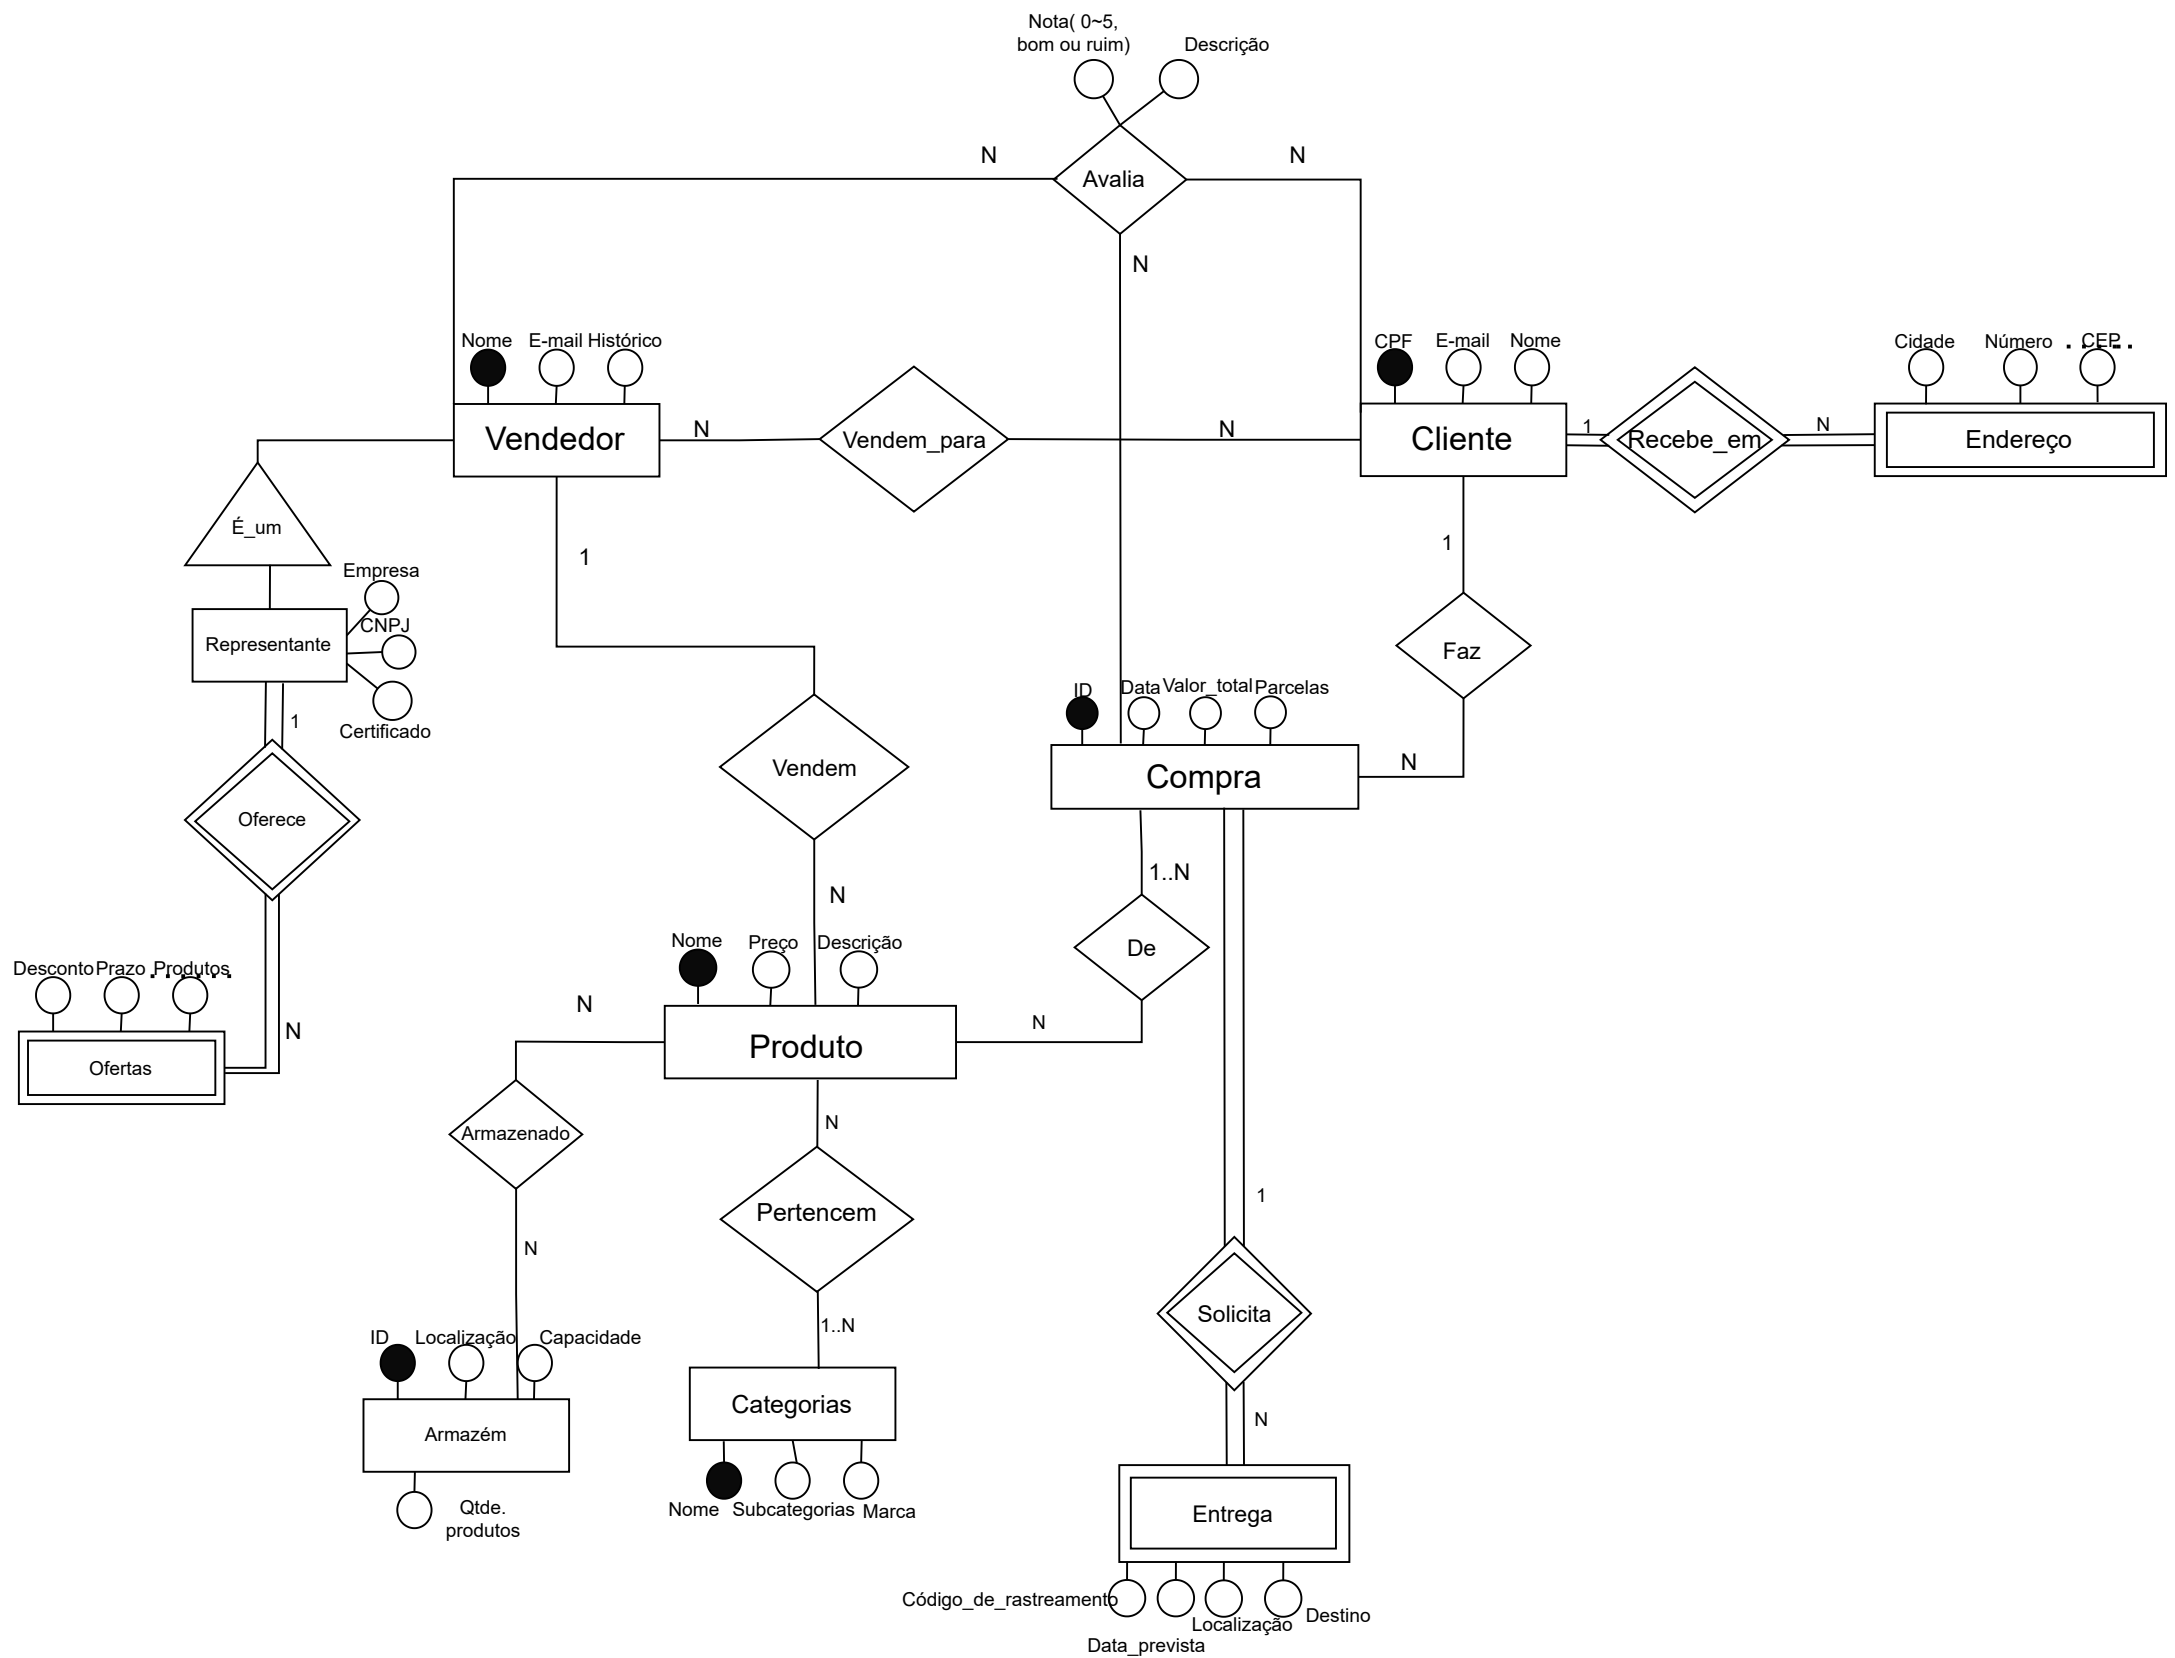 Nota( 0~5,
bom ou ruim)
Descrição
N
N
Avalia
N
Nome
E-mail
Histórico
CPF
E-mail
Nome
Cidade
Número
CEP
Vendedor
N
Vendem_para
N
Cliente
1
Recebe_em
N
Endereço
É_um
1
1
Empresa
CNPJ
Representante
Certificado
Faz
1
ID
Data
Valor_total
Parcelas
Vendem
Compra
N
Oferece
1..N
N
De
Nome
Preço
Descrição
Desconto
Prazo
Produtos
N
N
N
Produto
Ofertas
Armazenado
N
Pertencem
1
N
Solicita
1..N
ID
Localização
Capacidade
Categorias
N
Armazém
Nome
Subcategorias
Marca
Qtde.
produtos
Entrega
Código_de_rastreamento
Data_prevista
Localização
Destino